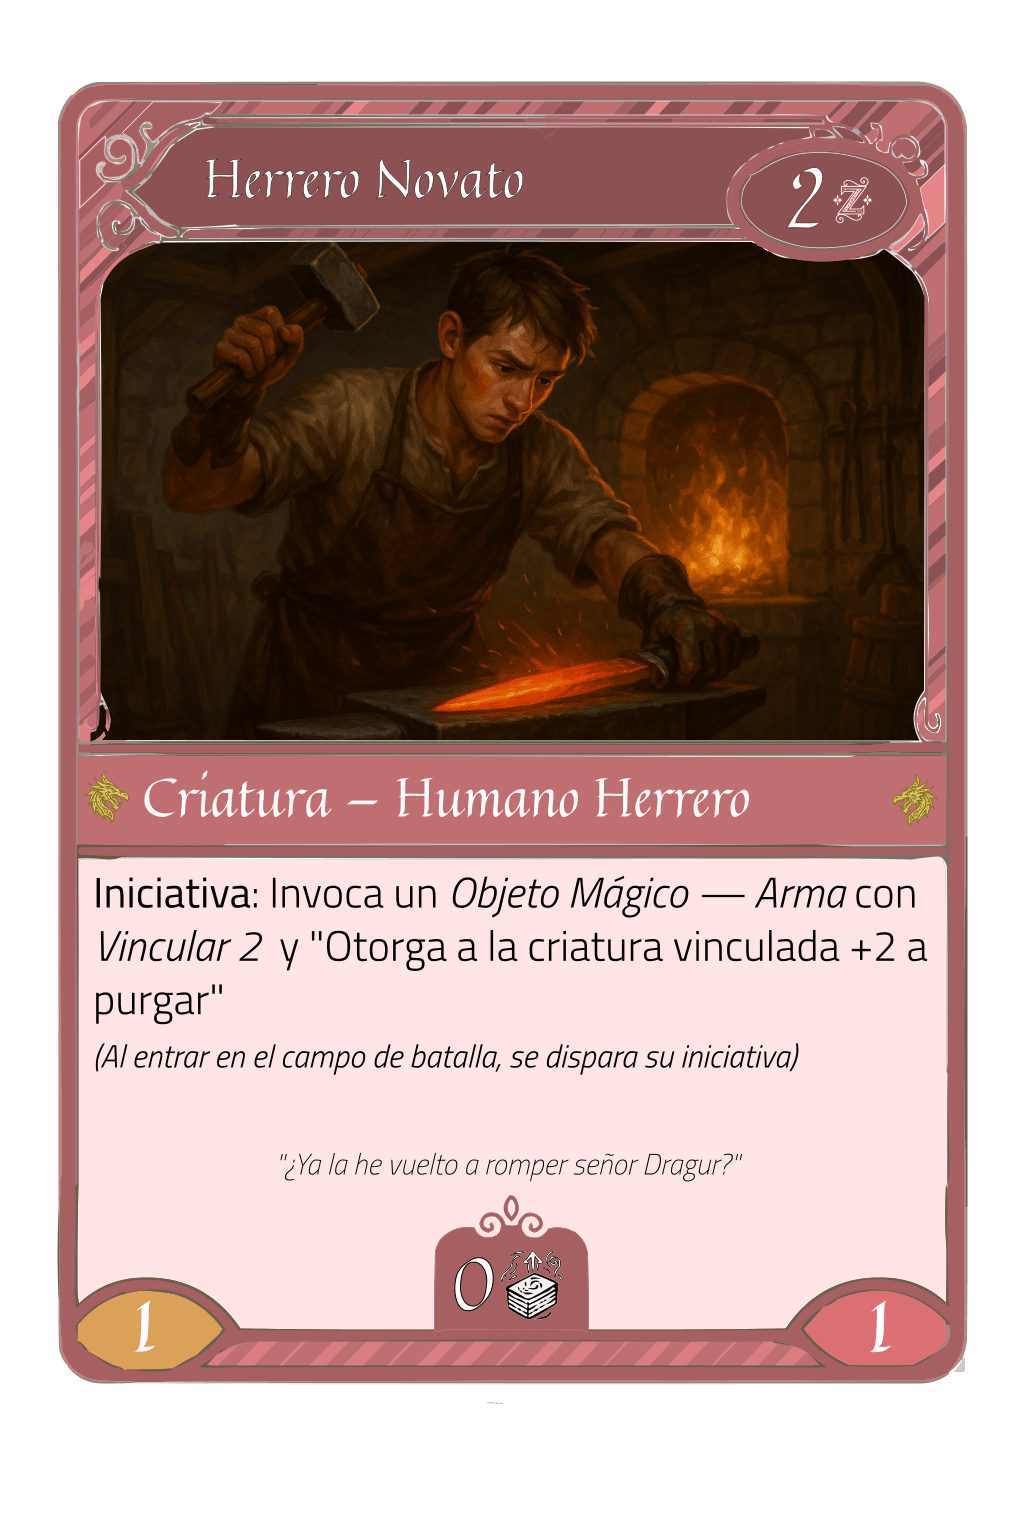 Herrero Novato
2 Z
Criatura – Humano Herrero
Iniciativa: Invoca un Objeto Mágico — Arma con
Vincular 2 y "Otorga a la criatura vinculada +2 a
purgar"
(Al entrar en el campo de batalla, se dispara su iniciativa)
"¿Ya la he vuelto a romper señor Dragur?"
0
1
1